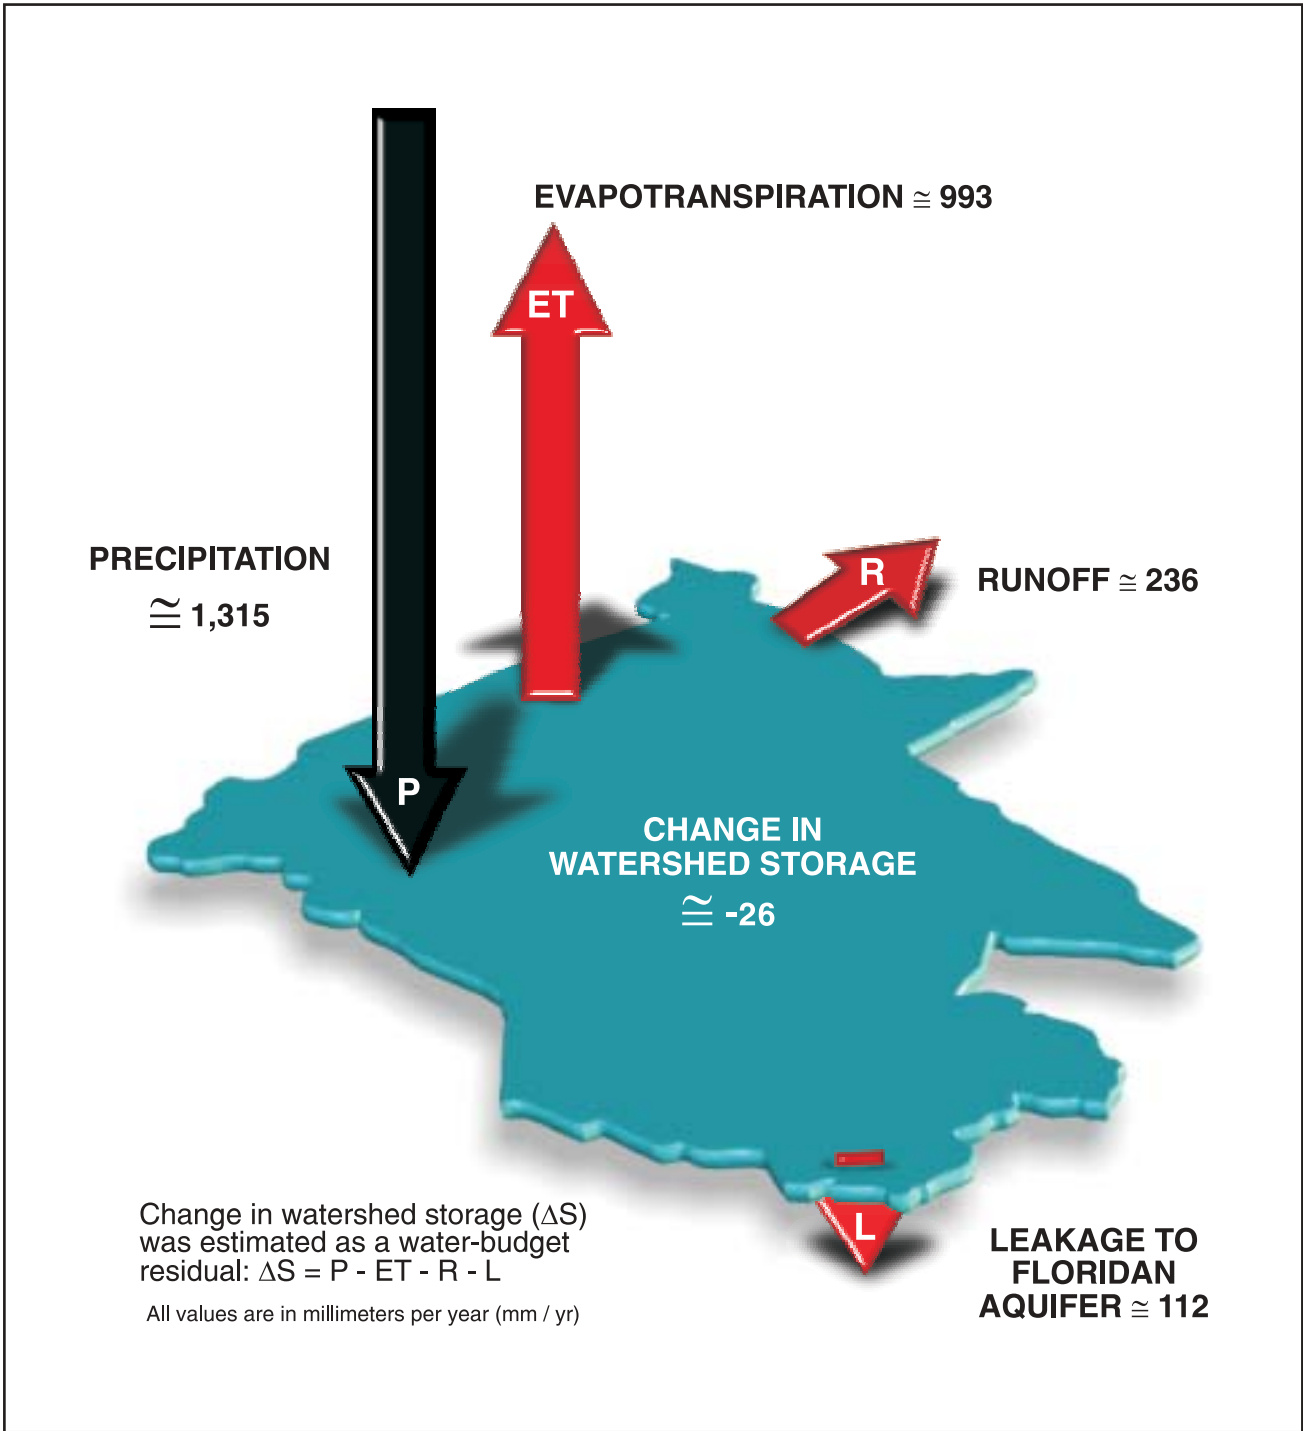 EVAPOTRANSPIRATION ≅ 993
ET
PRECIPITATION
≅ 1,315
R
RUNOFF ≅ 236
P
CHANGE IN
WATERSHED STORAGE
≅ -26
Change in watershed storage (ΔS)
was estimated as a water-budget
residual: ΔS = P - ET - R - L
All values are in millimeters per year (mm / yr)
L
LEAKAGE TO
FLORIDAN
AQUIFER ≅ 112